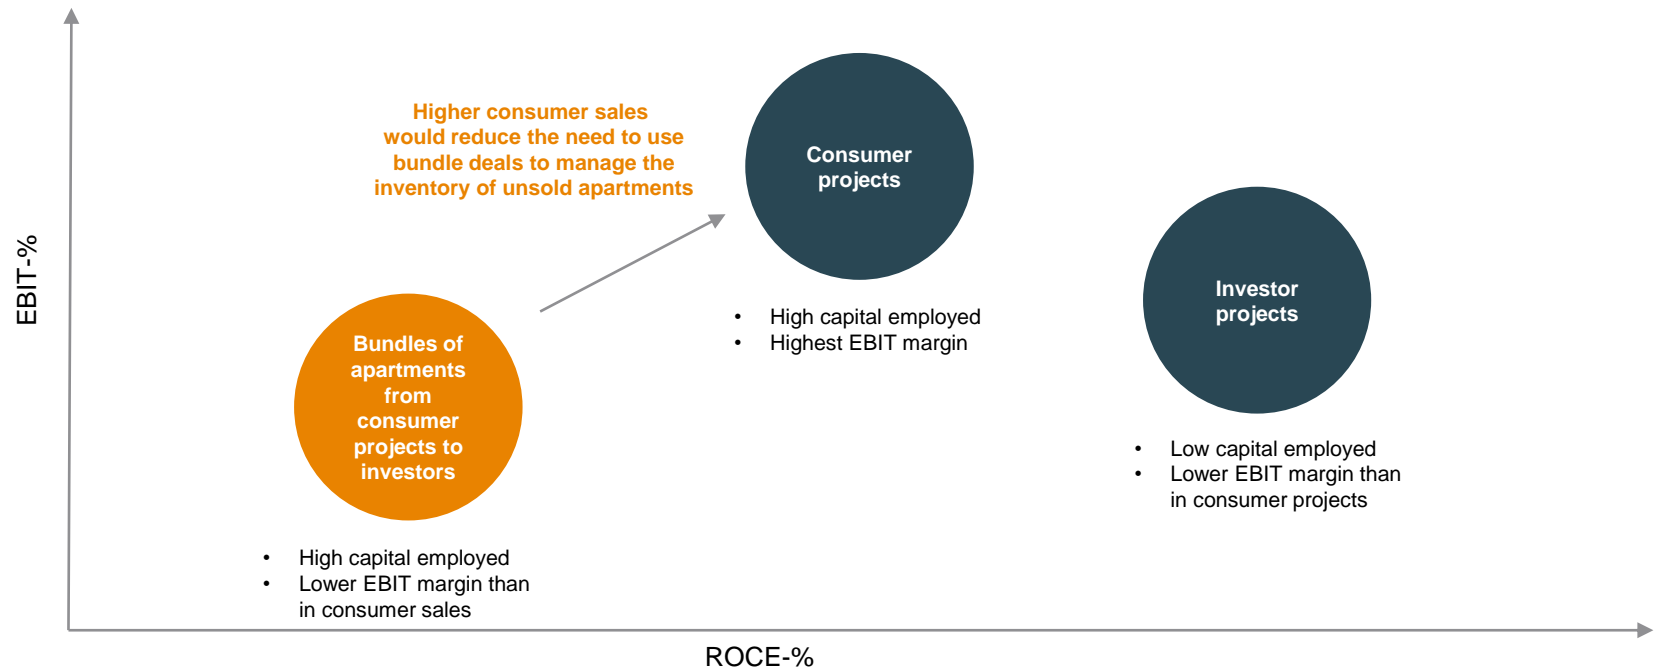 EBIT-%
Higher consumer sales
would reduce the need to use
bundle deals to manage the
inventory of unsold apartments
Consumer
projects
• High capital employed
• Highest EBIT margin
Investor
projects
• Low capital employed
• Lower EBIT margin than
in consumer projects
Bundles of
apartments
from
consumer
projects to
investors
• High capital employed
• Lower EBIT margin than
in consumer sales
ROCE-%